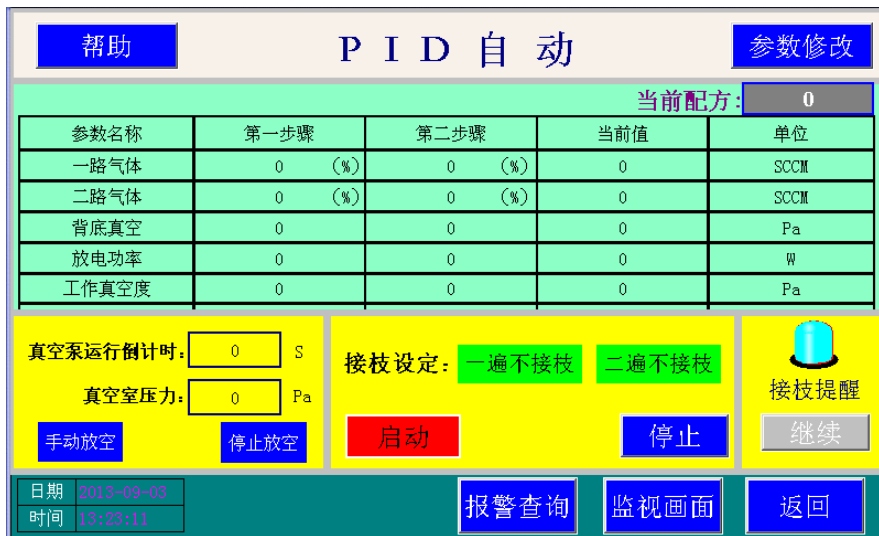 帮助 PID自动 参数修改
当前配方: 0
参数名称 第一步骤 第二步骤 当前值 单位
一路气体 0 (%) 0 (%) 0 SCCM
二路气体 0 (%) 0 (%) 0 SCCM
背底真空 0 0 0 Pa
放电功率 0 0 0 W
工作真空度 0 0 0 Pa
真空泵运行倒计时: 0 S
真空室压力: 0 Pa
手动放空 停止放空
接枝设定: 一遍不接枝 二遍不接枝
启动 停止
接枝提醒
继续
日期 2013-09-03
时间 13:23:11
报警查询 监视画面 返回